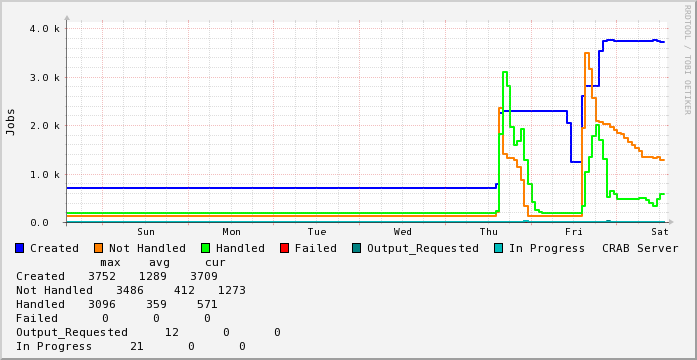 RRDTOOL / TOBI OETIKER
4.0 k
3.0 k
2.0 k
1.0 k
0.0
Jobs
Sun Mon Tue Wed Thu Fri Sat
Created Not Handled Handled Failed Output_Requested In Progress CRAB Server
max avg cur
Created 3752 1289 3709
Not Handled 3486 412 1273
Handled 3096 359 571
Failed 0 0 0
Output_Requested 12 0 0
In Progress 21 0 0